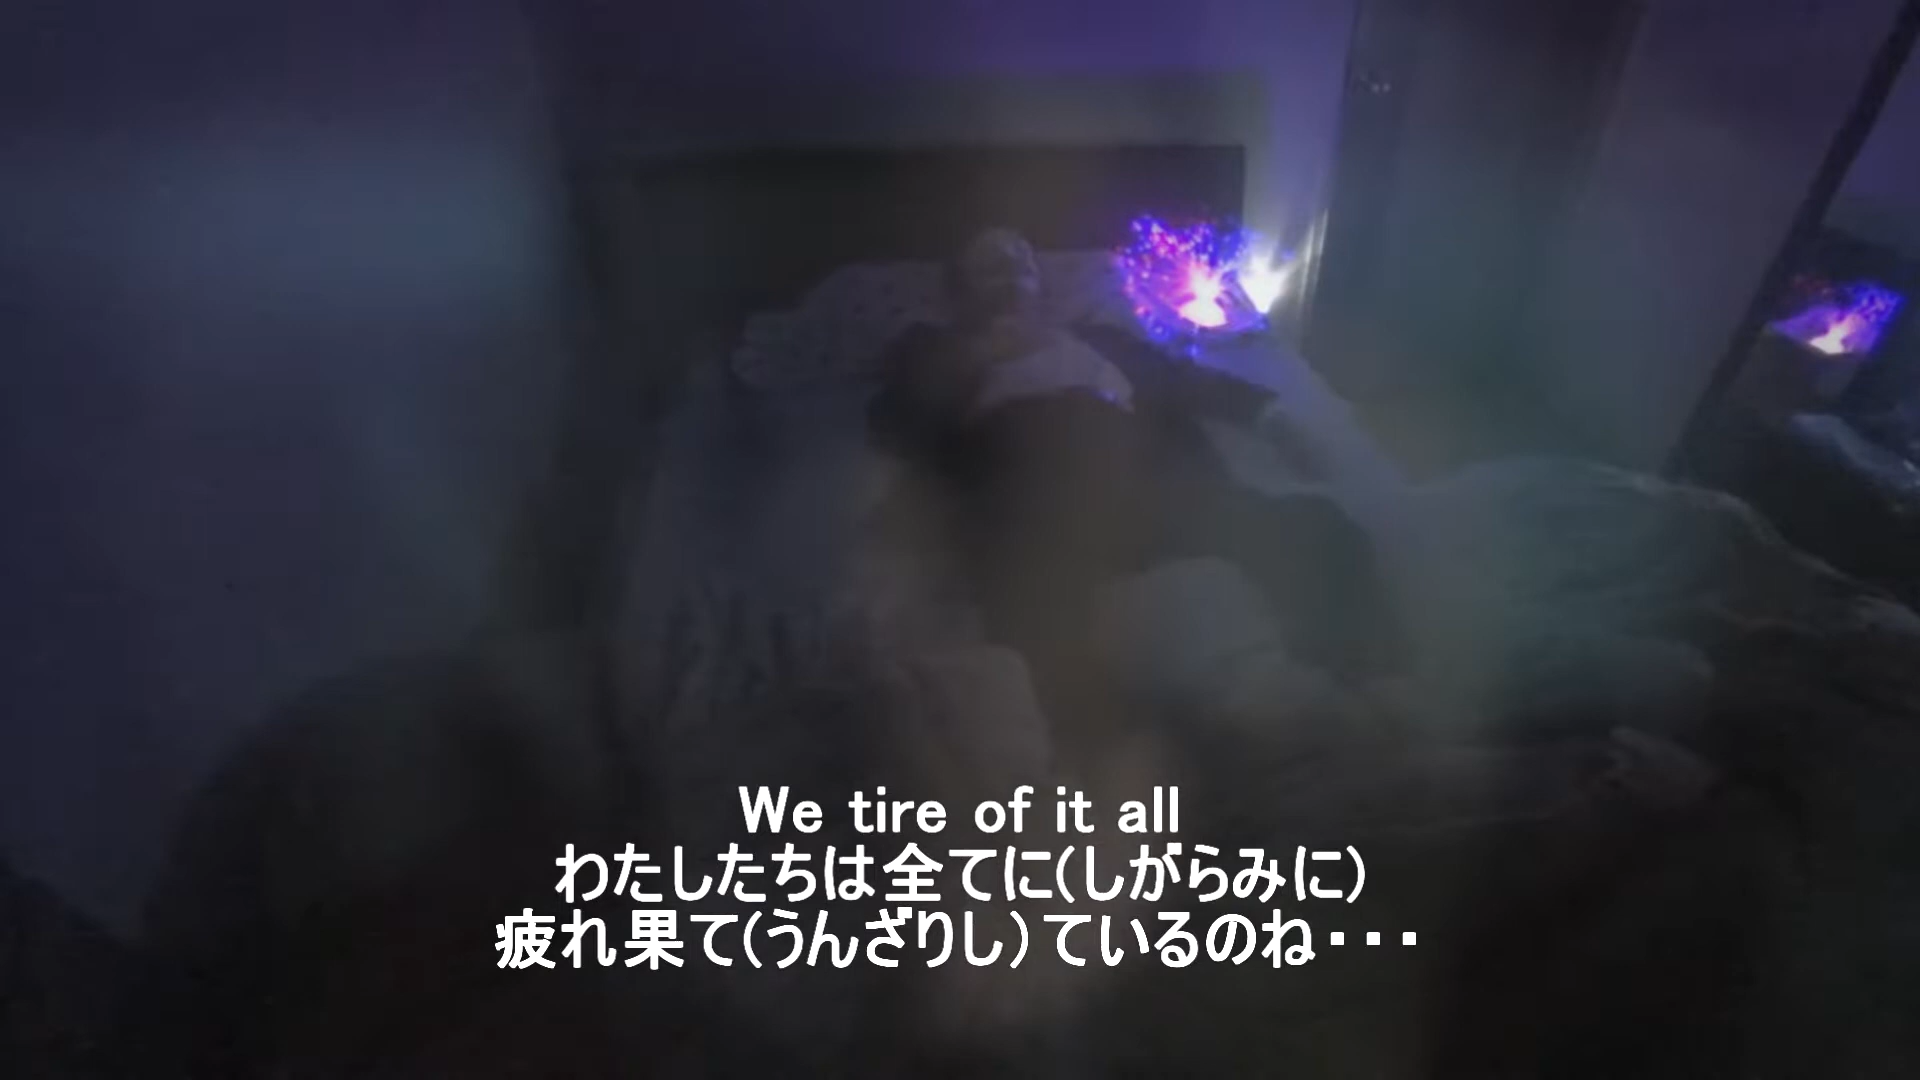 We tire of it all
わたしたちは全てに(しがらみに)
疲れ果て(うんざりし)ているのね・・・